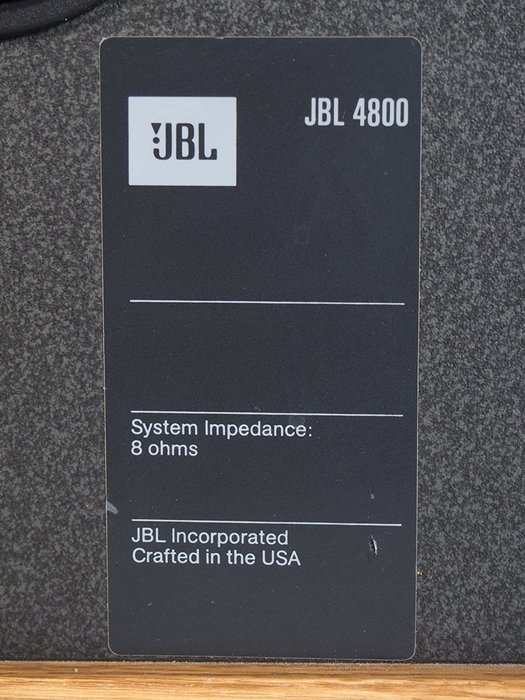 JBL
JBL 4800
System Impedance:
8 ohms
JBL Incorporated
Crafted in the USA